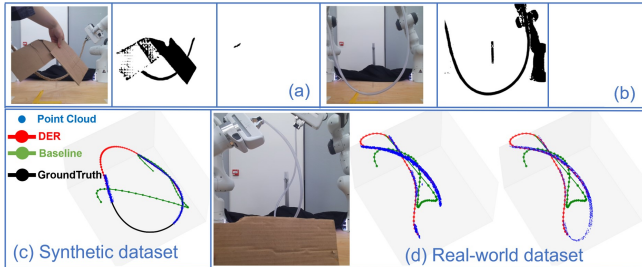 (a)
(b)
Point Cloud
DER
Baseline
GroundTruth
(c) Synthetic dataset
(d) Real-world dataset